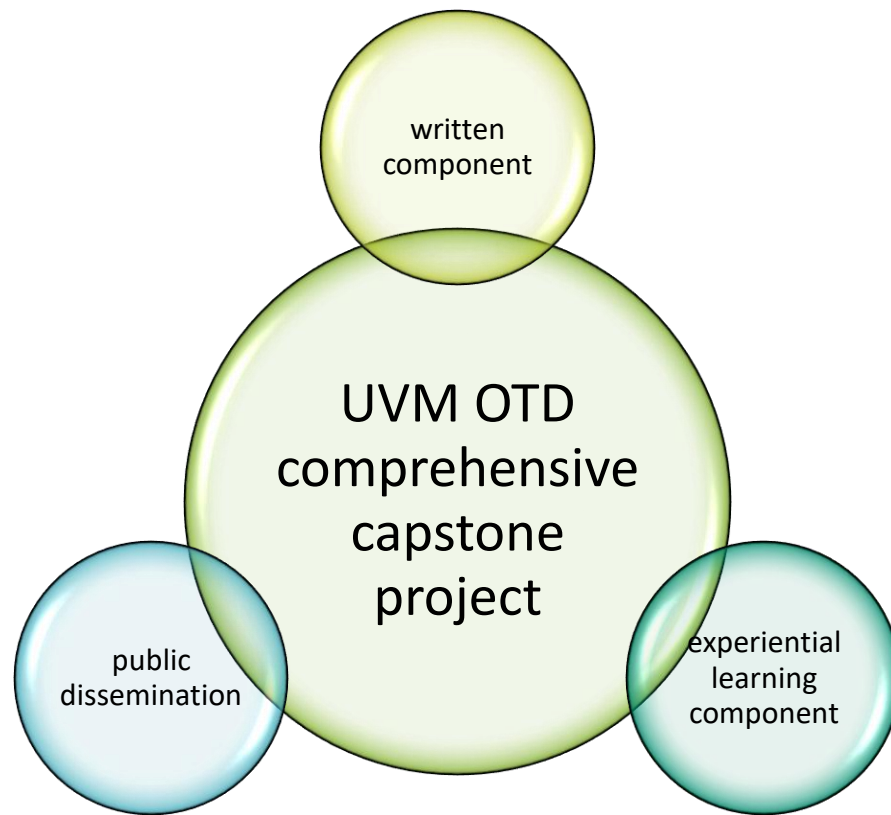 written
component
UVM OTD
comprehensive
capstone
project
public
dissemination
experiential
learning
component